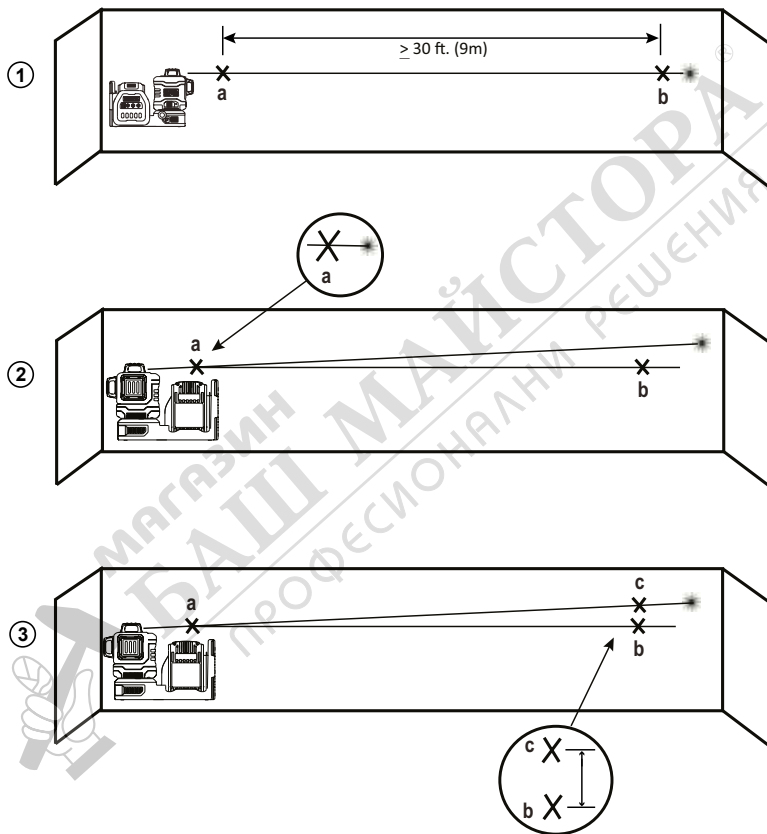 ≥ 30 ft. (9m)
®
1
a
b
a
2
a
b
3
a
c
b
c
b
МАГАЗИН
БАШ МАЙСТОРА
ПРОФЕСИОНАЛНИ РЕШЕНИЯ